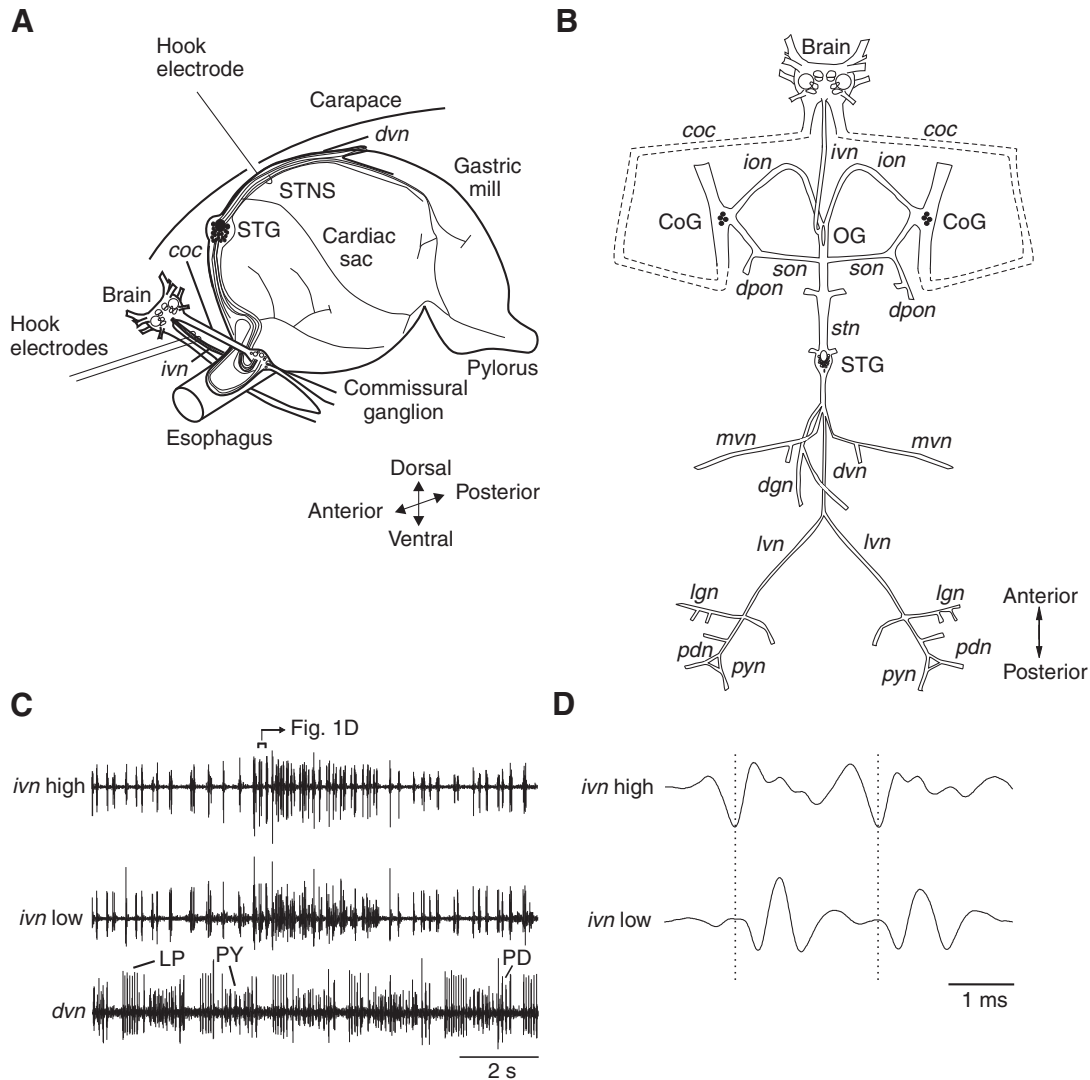 A
Hook
electrode
Carapace
dvn
Gastric
mill
STNS
STG
Cardiac
sac
coc
Brain
Hook
electrodes
ivn
Pylorus
Commissural
ganglion
Esophagus
Dorsal
Posterior
Anterior
Ventral
B
Brain
coc
coc
ion
ivn
ion
CoG
OG
CoG
son
son
dpon
dpon
stn
STG
mvn
mvn
dgn
dvn
lvn
lvn
lgn
lgn
Anterior
pdn
pyn
pyn
pdn
Posterior
C
Fig. 1D
ivn high
ivn low
LP
PY
PD
dvn
2 s
D
ivn high
ivn low
1 ms